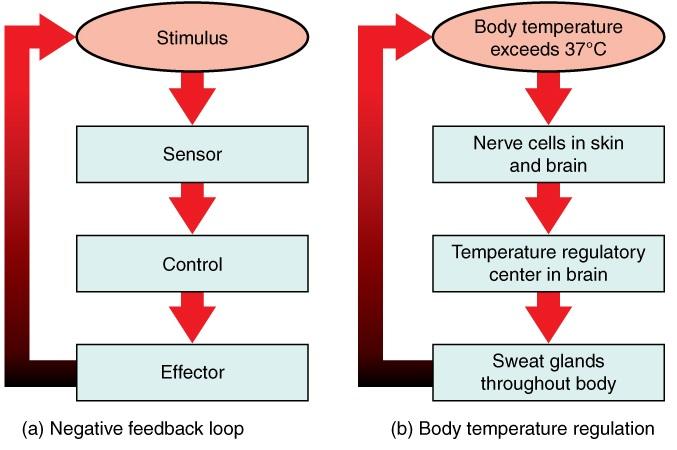 Stimulus
Sensor
Control
Effector
(a) Negative feedback loop
Body temperature
exceeds 37°C
Nerve cells in skin
and brain
Temperature regulatory
center in brain
Sweat glands
throughout body
(b) Body temperature regulation